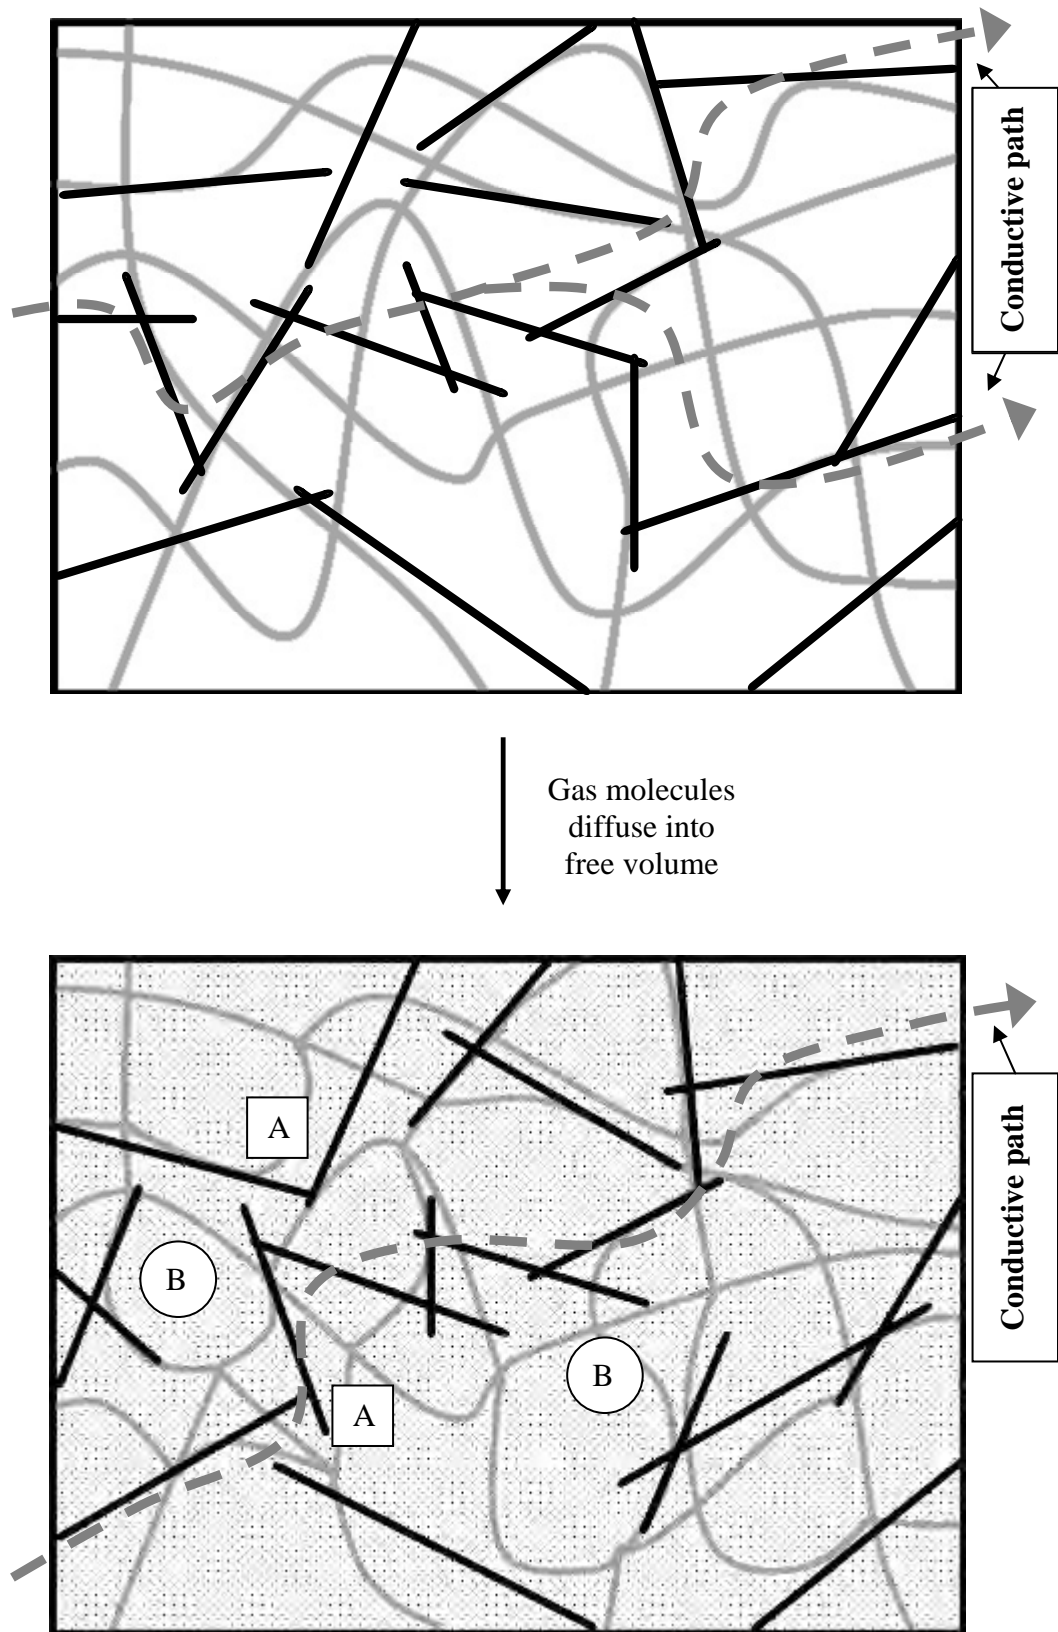 Conductive path
Gas molecules
diffuse into
free volume
A
B
B
A
Conductive path